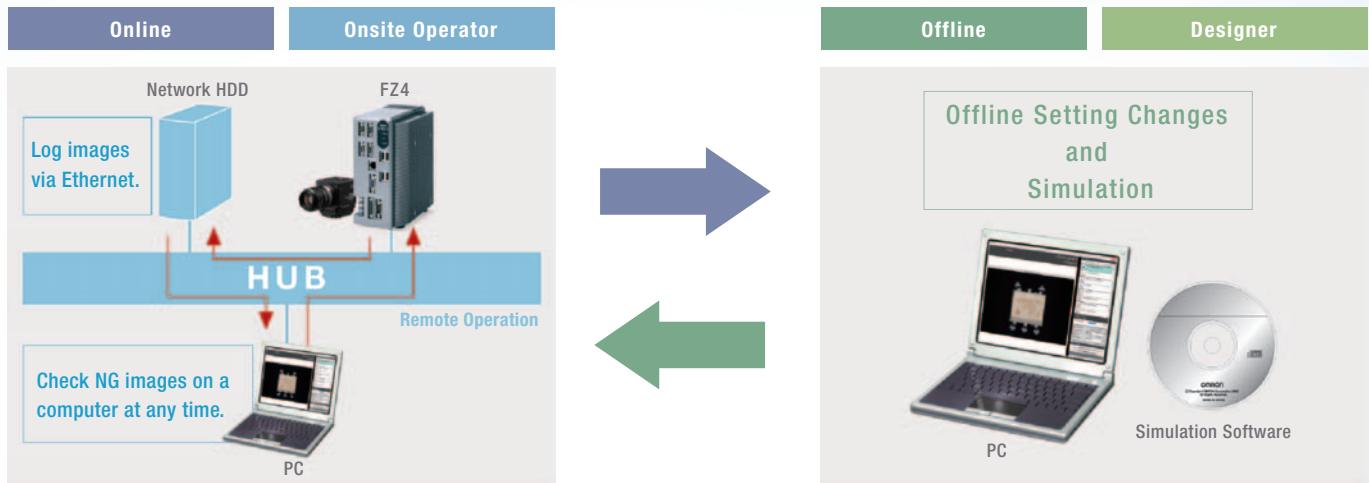 Online
Onsite Operator
Network HDD
FZ4
Log images
via Ethernet.
HUB
Remote Operation
Check NG images on a
computer at any time.
PC
Offline
Designer
Offline Setting Changes
and
Simulation
OMRON
PC
Simulation Software